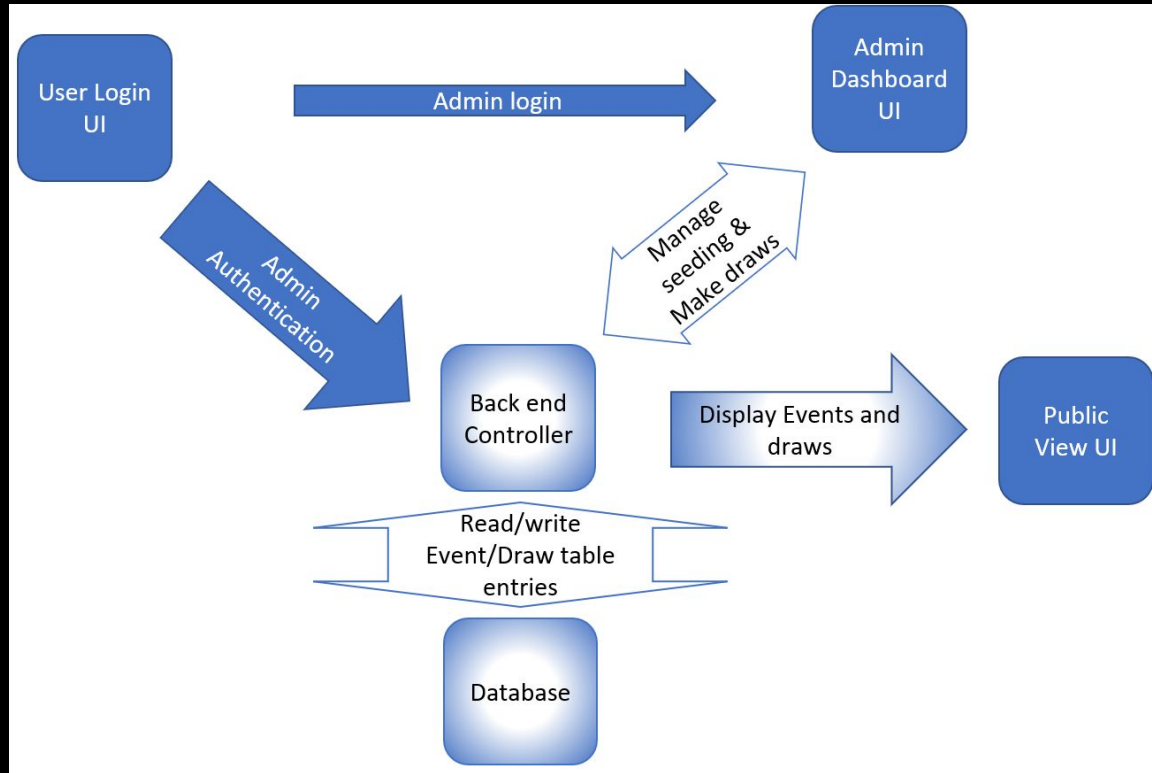 User Login
UI
Admin login
Admin
Dashboard
UI
Admin
Authentication
Manage
seeding &
Make draws
Back end
Controller
Display Events and
draws
Public
View UI
Read/write
Event/Draw table
entries
Database